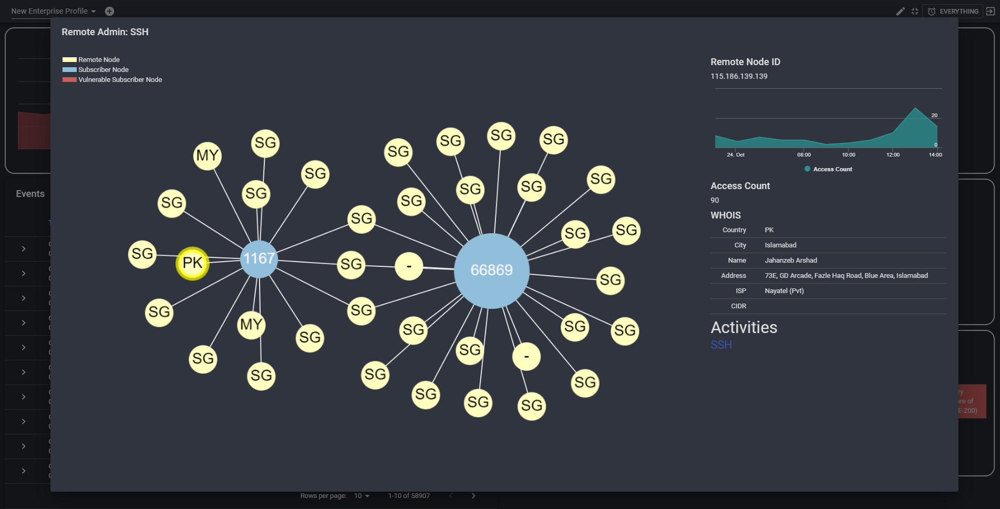 New Enterprise Profile
EVERYTHING
Remote Admin: SSH
Remote Node
Subscriber Node
Vulnerable Subscriber Node
SG
SG
SG
SG
SG
MY
SG
SG
SG
SG
SG
SG
SG
SG
SG
SG
SG
SG
SG
SG
PK
1167
SG
-
66869
SG
SG
SG
MY
SG
SG
SG
SG
SG
SG
-
SG
SG
SG
SG
SG
SG
SG
Remote Node ID
115.186.139.139
20
0
24. Oct
08:00
10:00
12:00
14:00
Access Count
Access Count
90
WHOIS
Country PK
City Islamabad
Name Jahanzeb Arshad
Address 73E, GD Arcade, Fazle Haq Road, Blue Area, Islamabad
ISP Nayatel (Pvt)
CIDR
Activities
SSH
Events
ry
ure of
E-200)
Rows per page: 10 1-10 of 58907